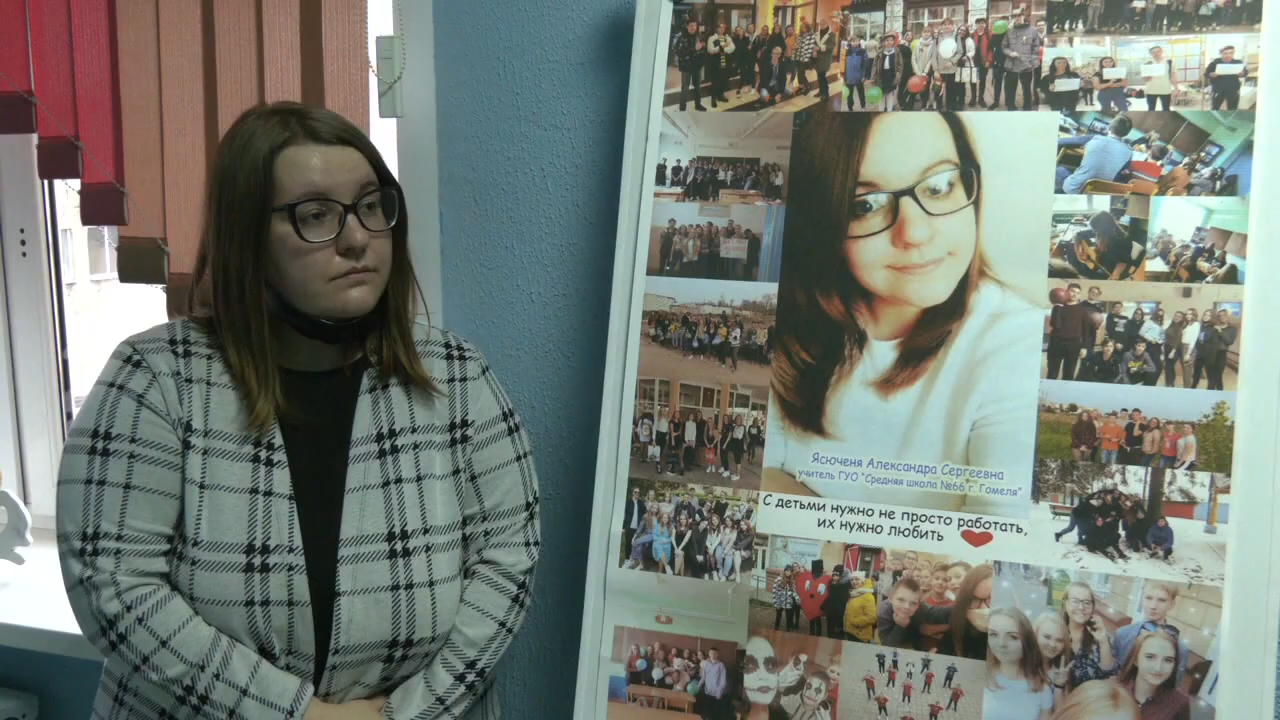 Ясюченя Александра Сергеевна
учитель ГУО "Средняя школа №66 г. Гомеля"
С детьми нужно не просто работать,
их нужно любить